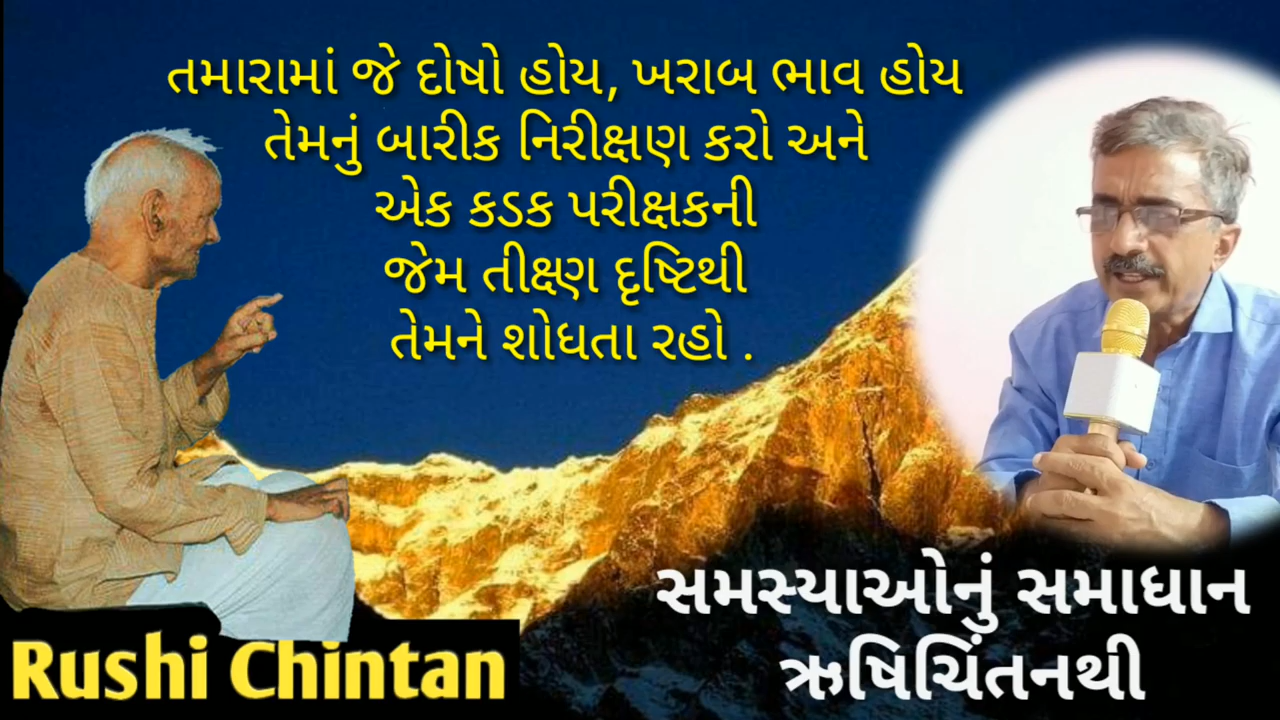 તમારામાં જે દોષો હોય, ખરાબ ભાવ હોય
તેમનું બારીક નિરીક્ષણ કરો અને
એક કડક પરીક્ષકની
જેમ તીક્ષ્ણ દૃષ્ટિથી
તેમને શોધતા રહો .
સમસ્યાઓનું સમાધાન
ઋષિચિંતનથી
Rushi Chintan